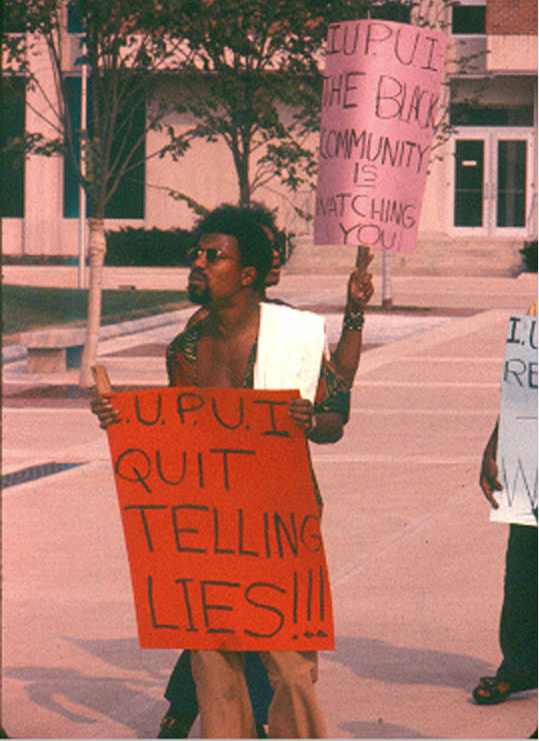 I.U.P.U.I.
THE BLACK
COMMUNITY
IS
WATCHING
YOU!
I.U.P.U.I
QUIT
TELLING
LIES!!!
I.U
RE
W